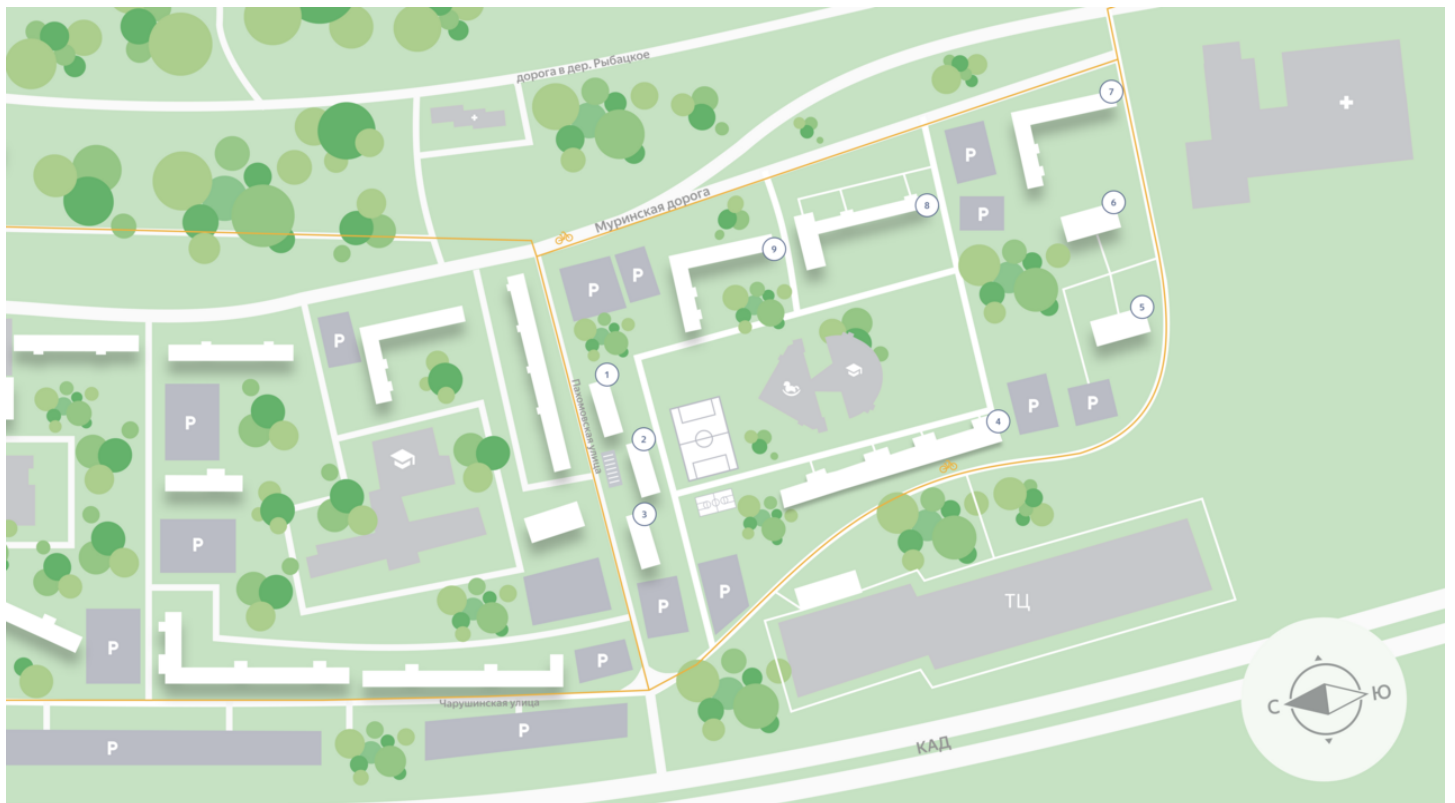 дорога в дер. Рыбацкое
7
P
6
8
P
Муринская дорога
9
P
P
5
P
1
Пахомовская улица
P
P
P
4
2
3
P
P
ТЦ
P
P
P
P
С
Ю
Чарушинская улица
P
P
КАД